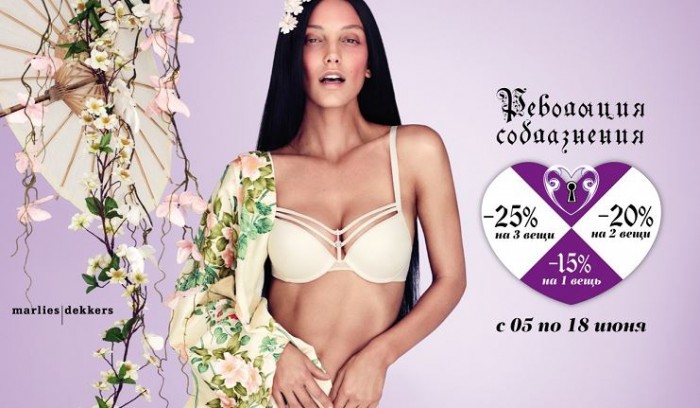 Революция
соблазнения
-25%
на 3 вещи
-20%
на 2 вещи
-15%
на 1 вещь
marlies|dekkers
с 05 по 18 июня